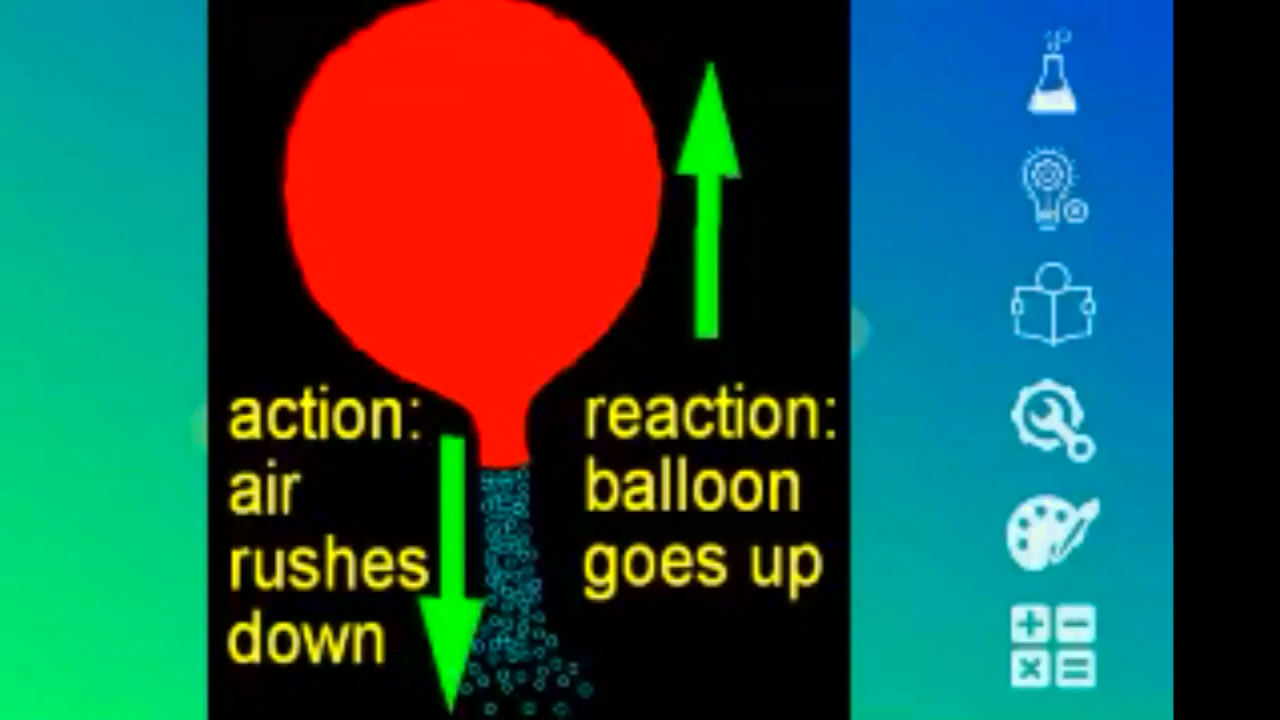 action:
air
rushes
down
reaction:
balloon
goes up